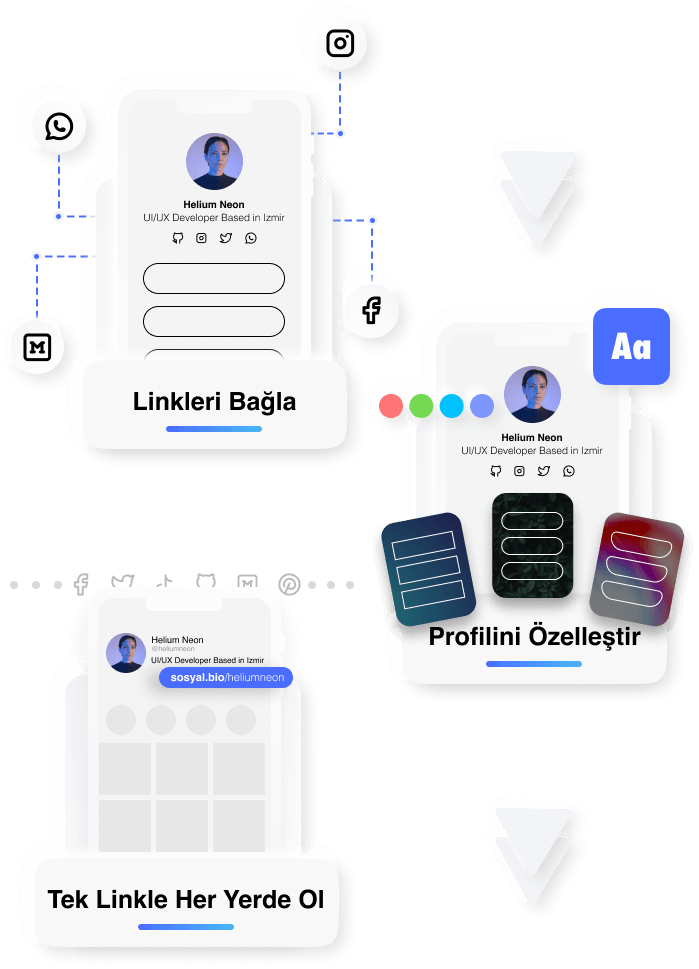 Helium Neon
UI/UX Developer Based in Izmir
Linkleri Bağla
Aa
Helium Neon
UI/UX Developer Based in Izmir
Profilini Özelleştir
Helium Neon
@heliumneon
UI/UX Developer Based in Izmir
sosyal.bio/heliumneon
Tek Linkle Her Yerde Ol